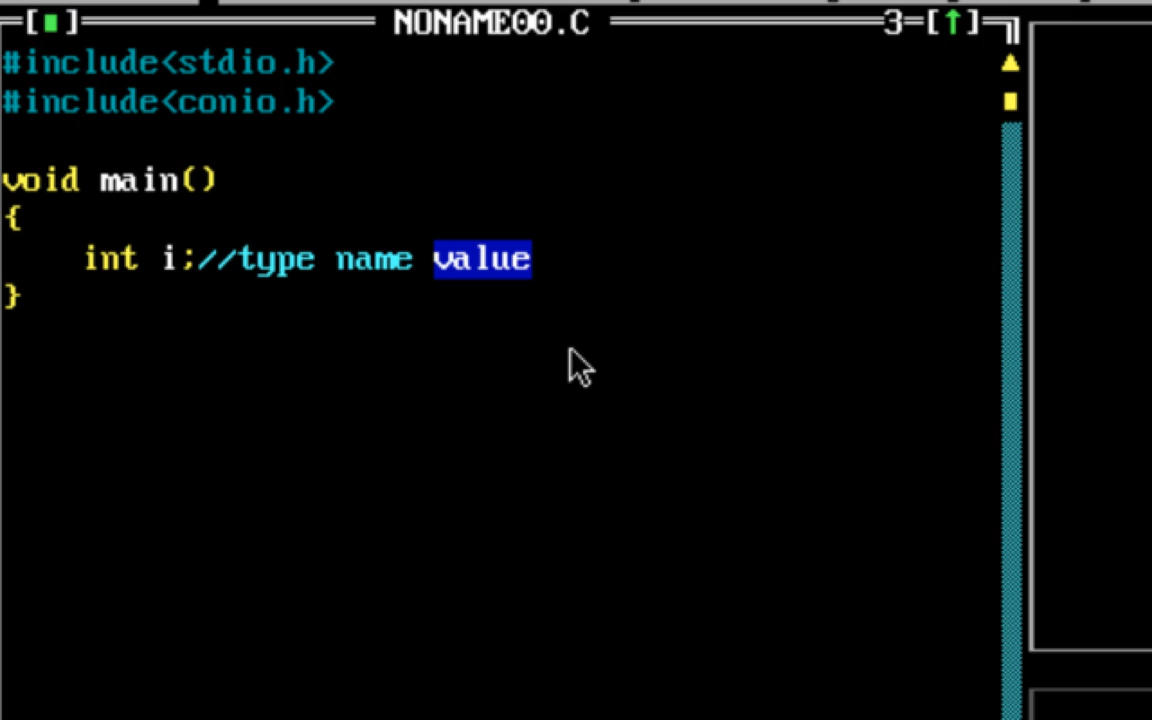 [■] NONAME00.C 3=[↑]
#include<stdio.h>
#include<conio.h>
void main()
{
    int i;//type name value
}